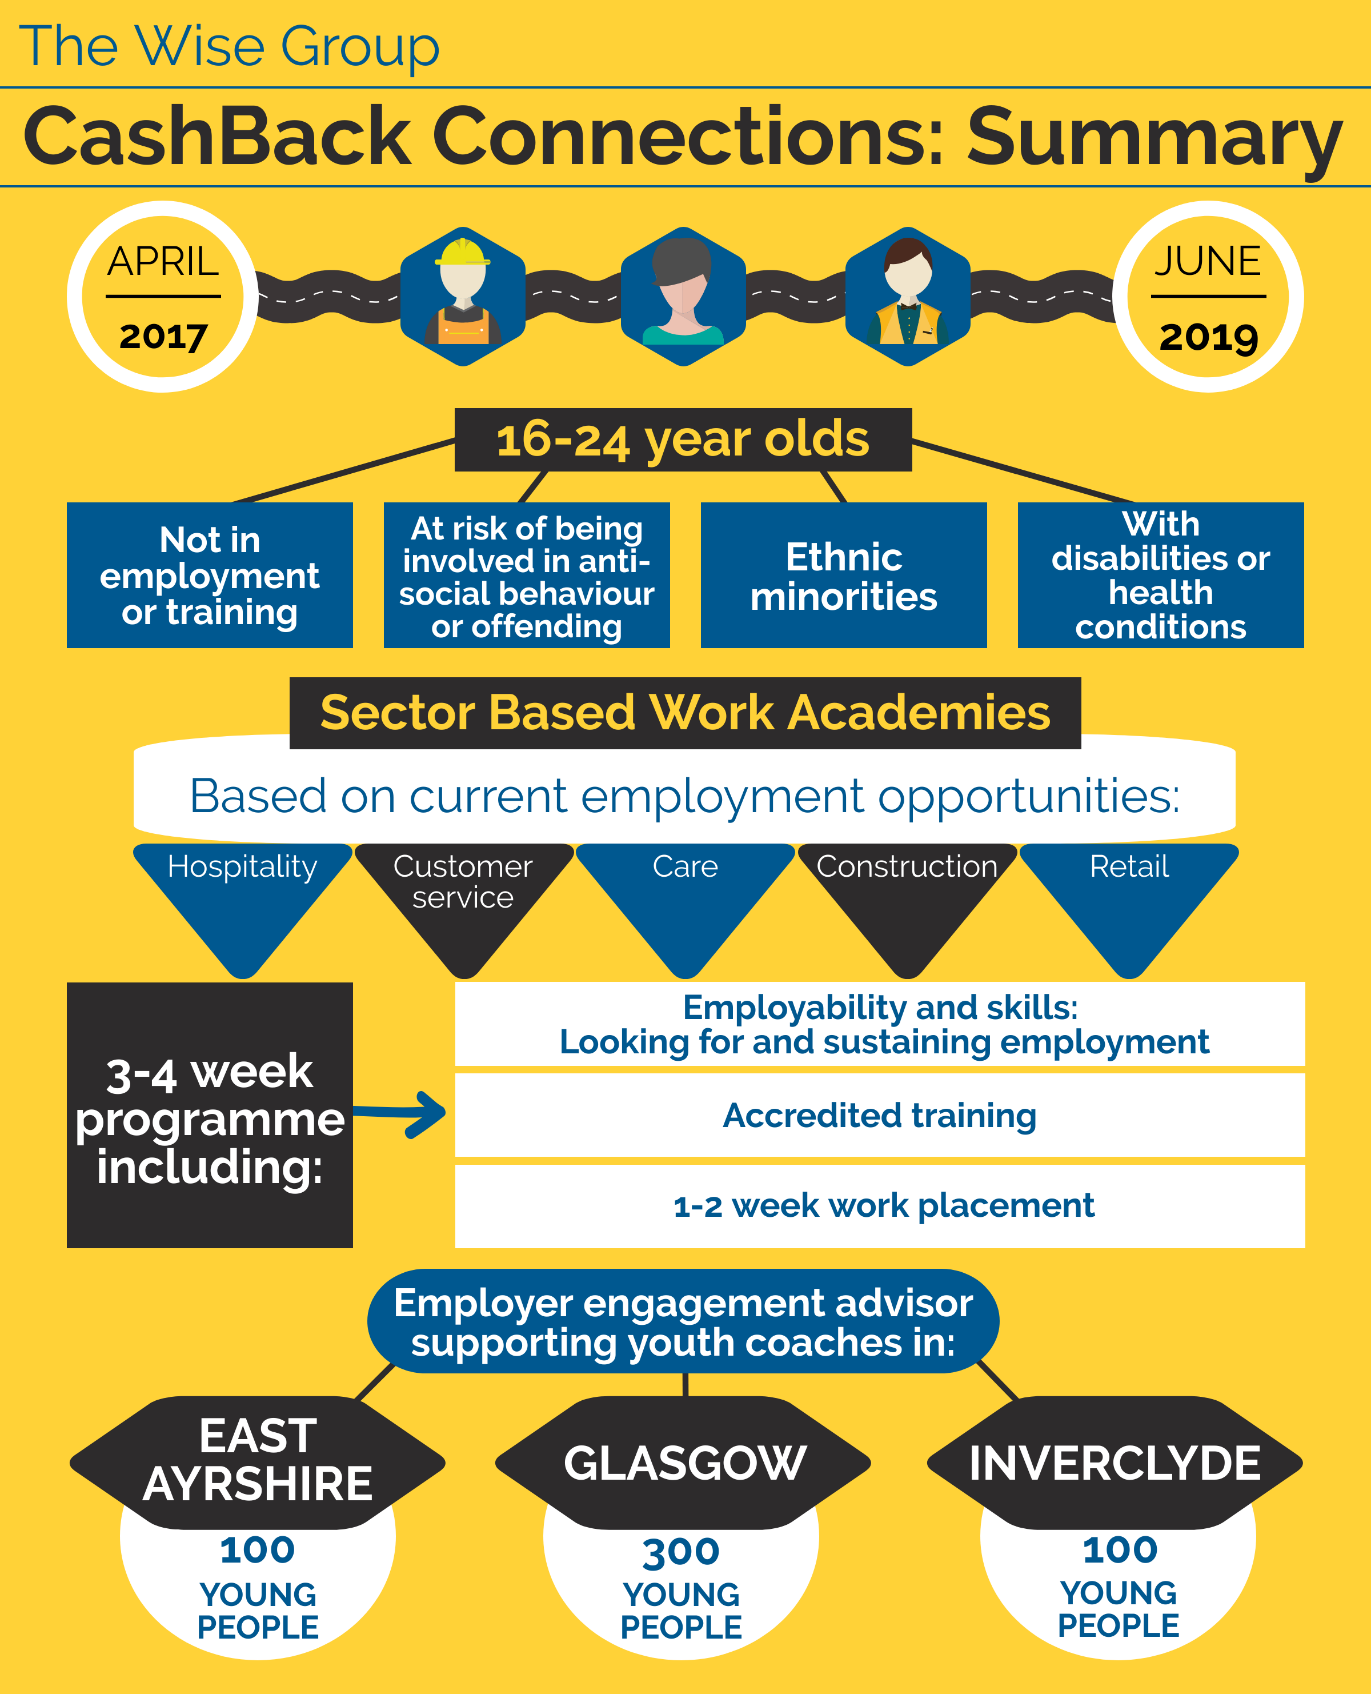 The Wise Group
CashBack Connections: Summary
APRIL
2017
JUNE
2019
16-24 year olds
Not in
employment
or training
At risk of being
involved in anti-
social behaviour
or offending
Ethnic
minorities
With
disabilities or
health
conditions
Sector Based Work Academies
Based on current employment opportunities:
Hospitality
Customer
service
Care
Construction
Retail
3-4 week
programme
including:
Employability and skills:
Looking for and sustaining employment
Accredited training
1-2 week work placement
Employer engagement advisor
supporting youth coaches in:
EAST
AYRSHIRE
100
YOUNG
PEOPLE
GLASGOW
300
YOUNG
PEOPLE
INVERCLYDE
100
YOUNG
PEOPLE